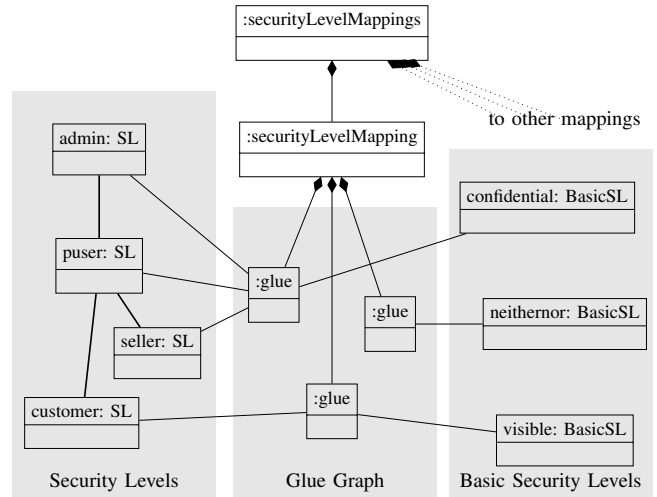 :securityLevelMappings
to other mappings
:securityLevelMapping
admin: SL
confidential: BasicSL
puser: SL
:glue
:glue
neithernor: BasicSL
seller: SL
customer: SL
:glue
visible: BasicSL
Security Levels
Glue Graph
Basic Security Levels